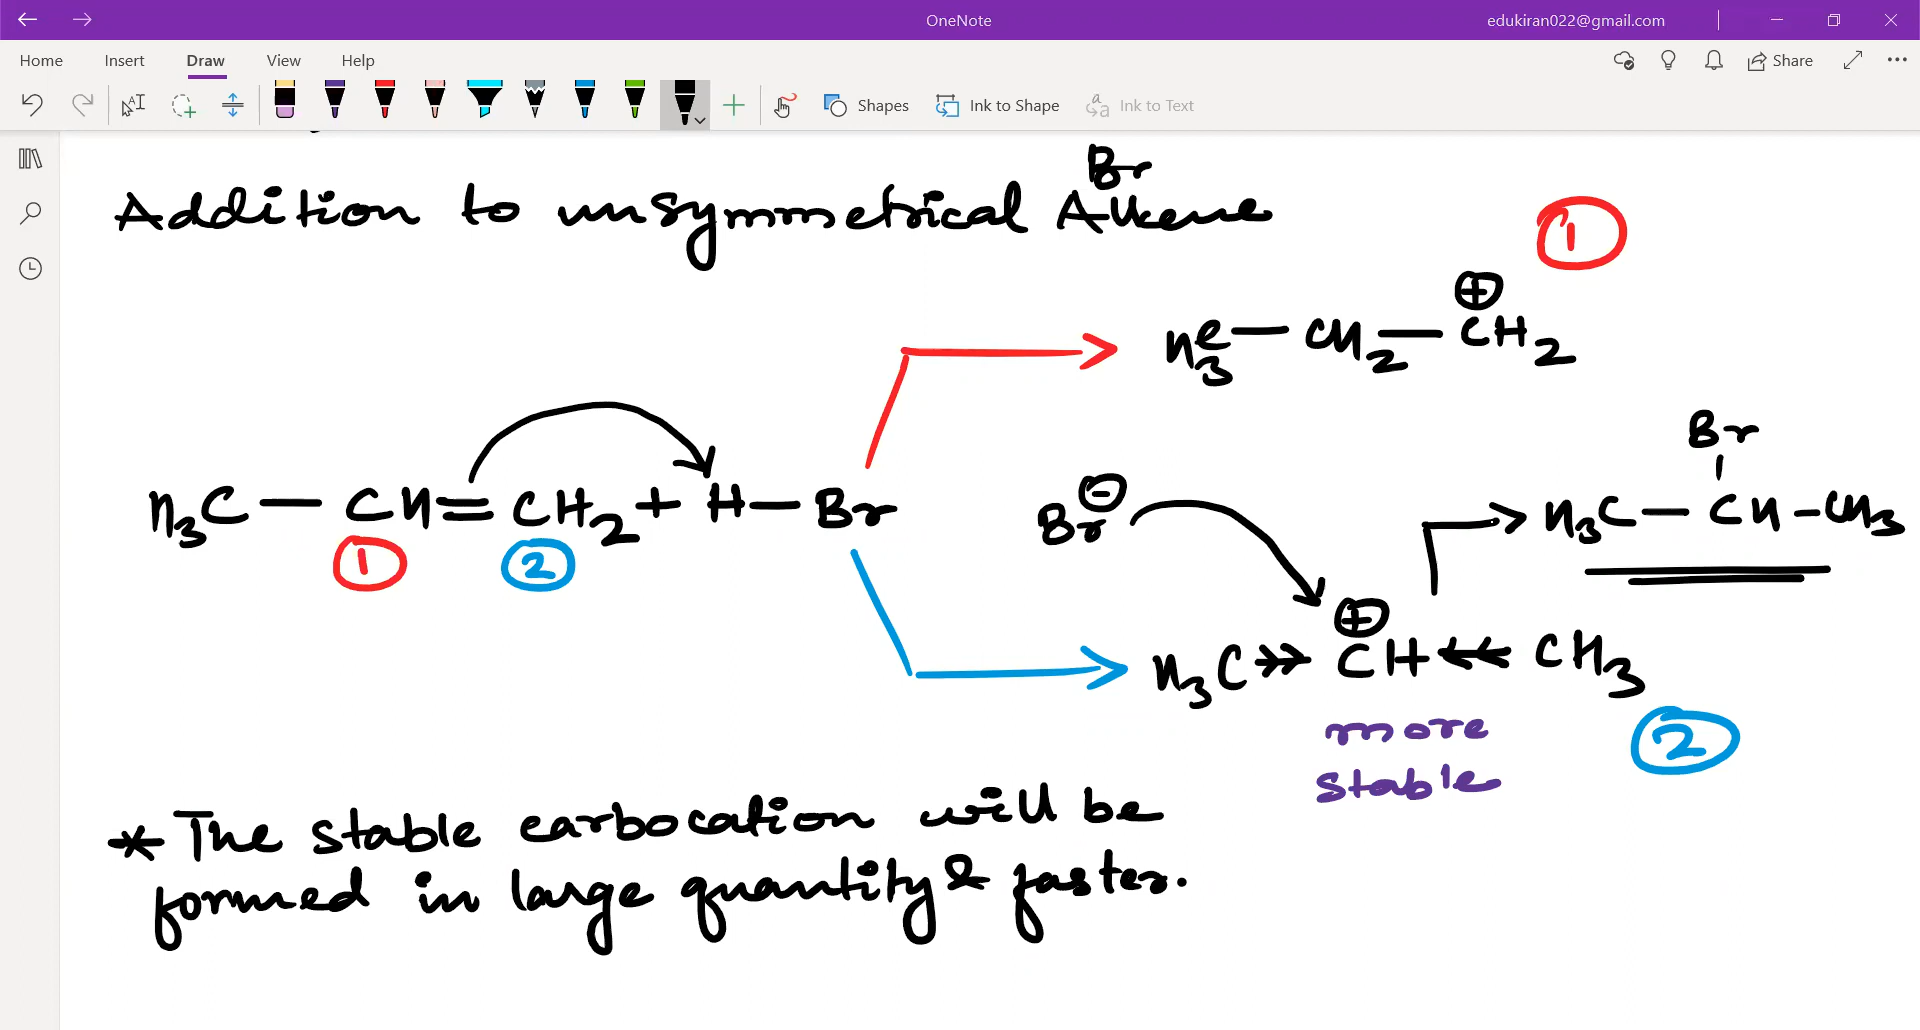 OneNote
edukiran022@gmail.com
Home Insert Draw View Help
Share
Shapes Ink to Shape Ink to Text
Br
Addition to unsymmetrical Alkene
1
⊕
H₃C — CH₂ — CH₂
Br
H₃C — CH = CH₂ + H — Br
1 2
Br⊖
H₃C — CH - CH₃
⊕
H₃C >> CH << CH₃
more
stable
2
* The stable carbocation will be
formed in large quantity & faster.